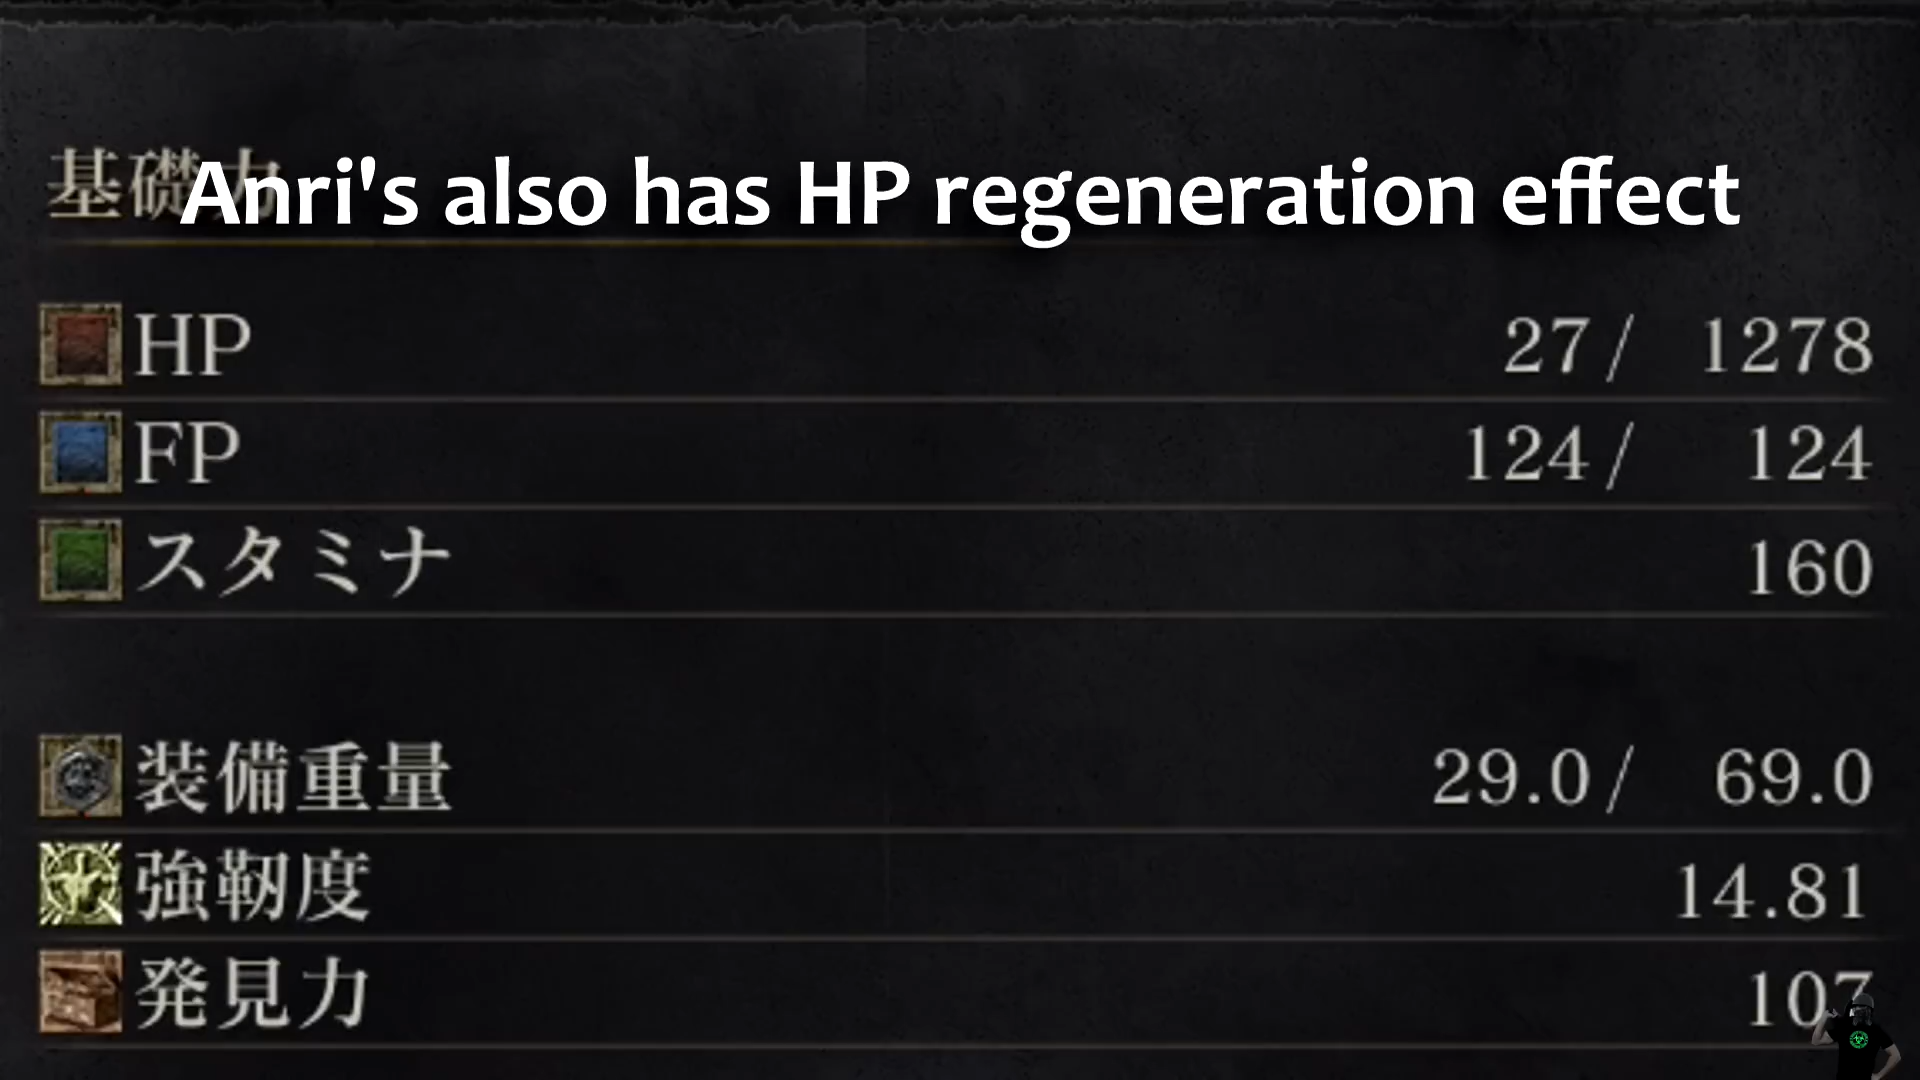 基礎力
Anri's also has HP regeneration effect
HP 27 / 1278
FP 124 / 124
スタミナ 160
装備重量 29.0 / 69.0
強靭度 14.81
発見力 107